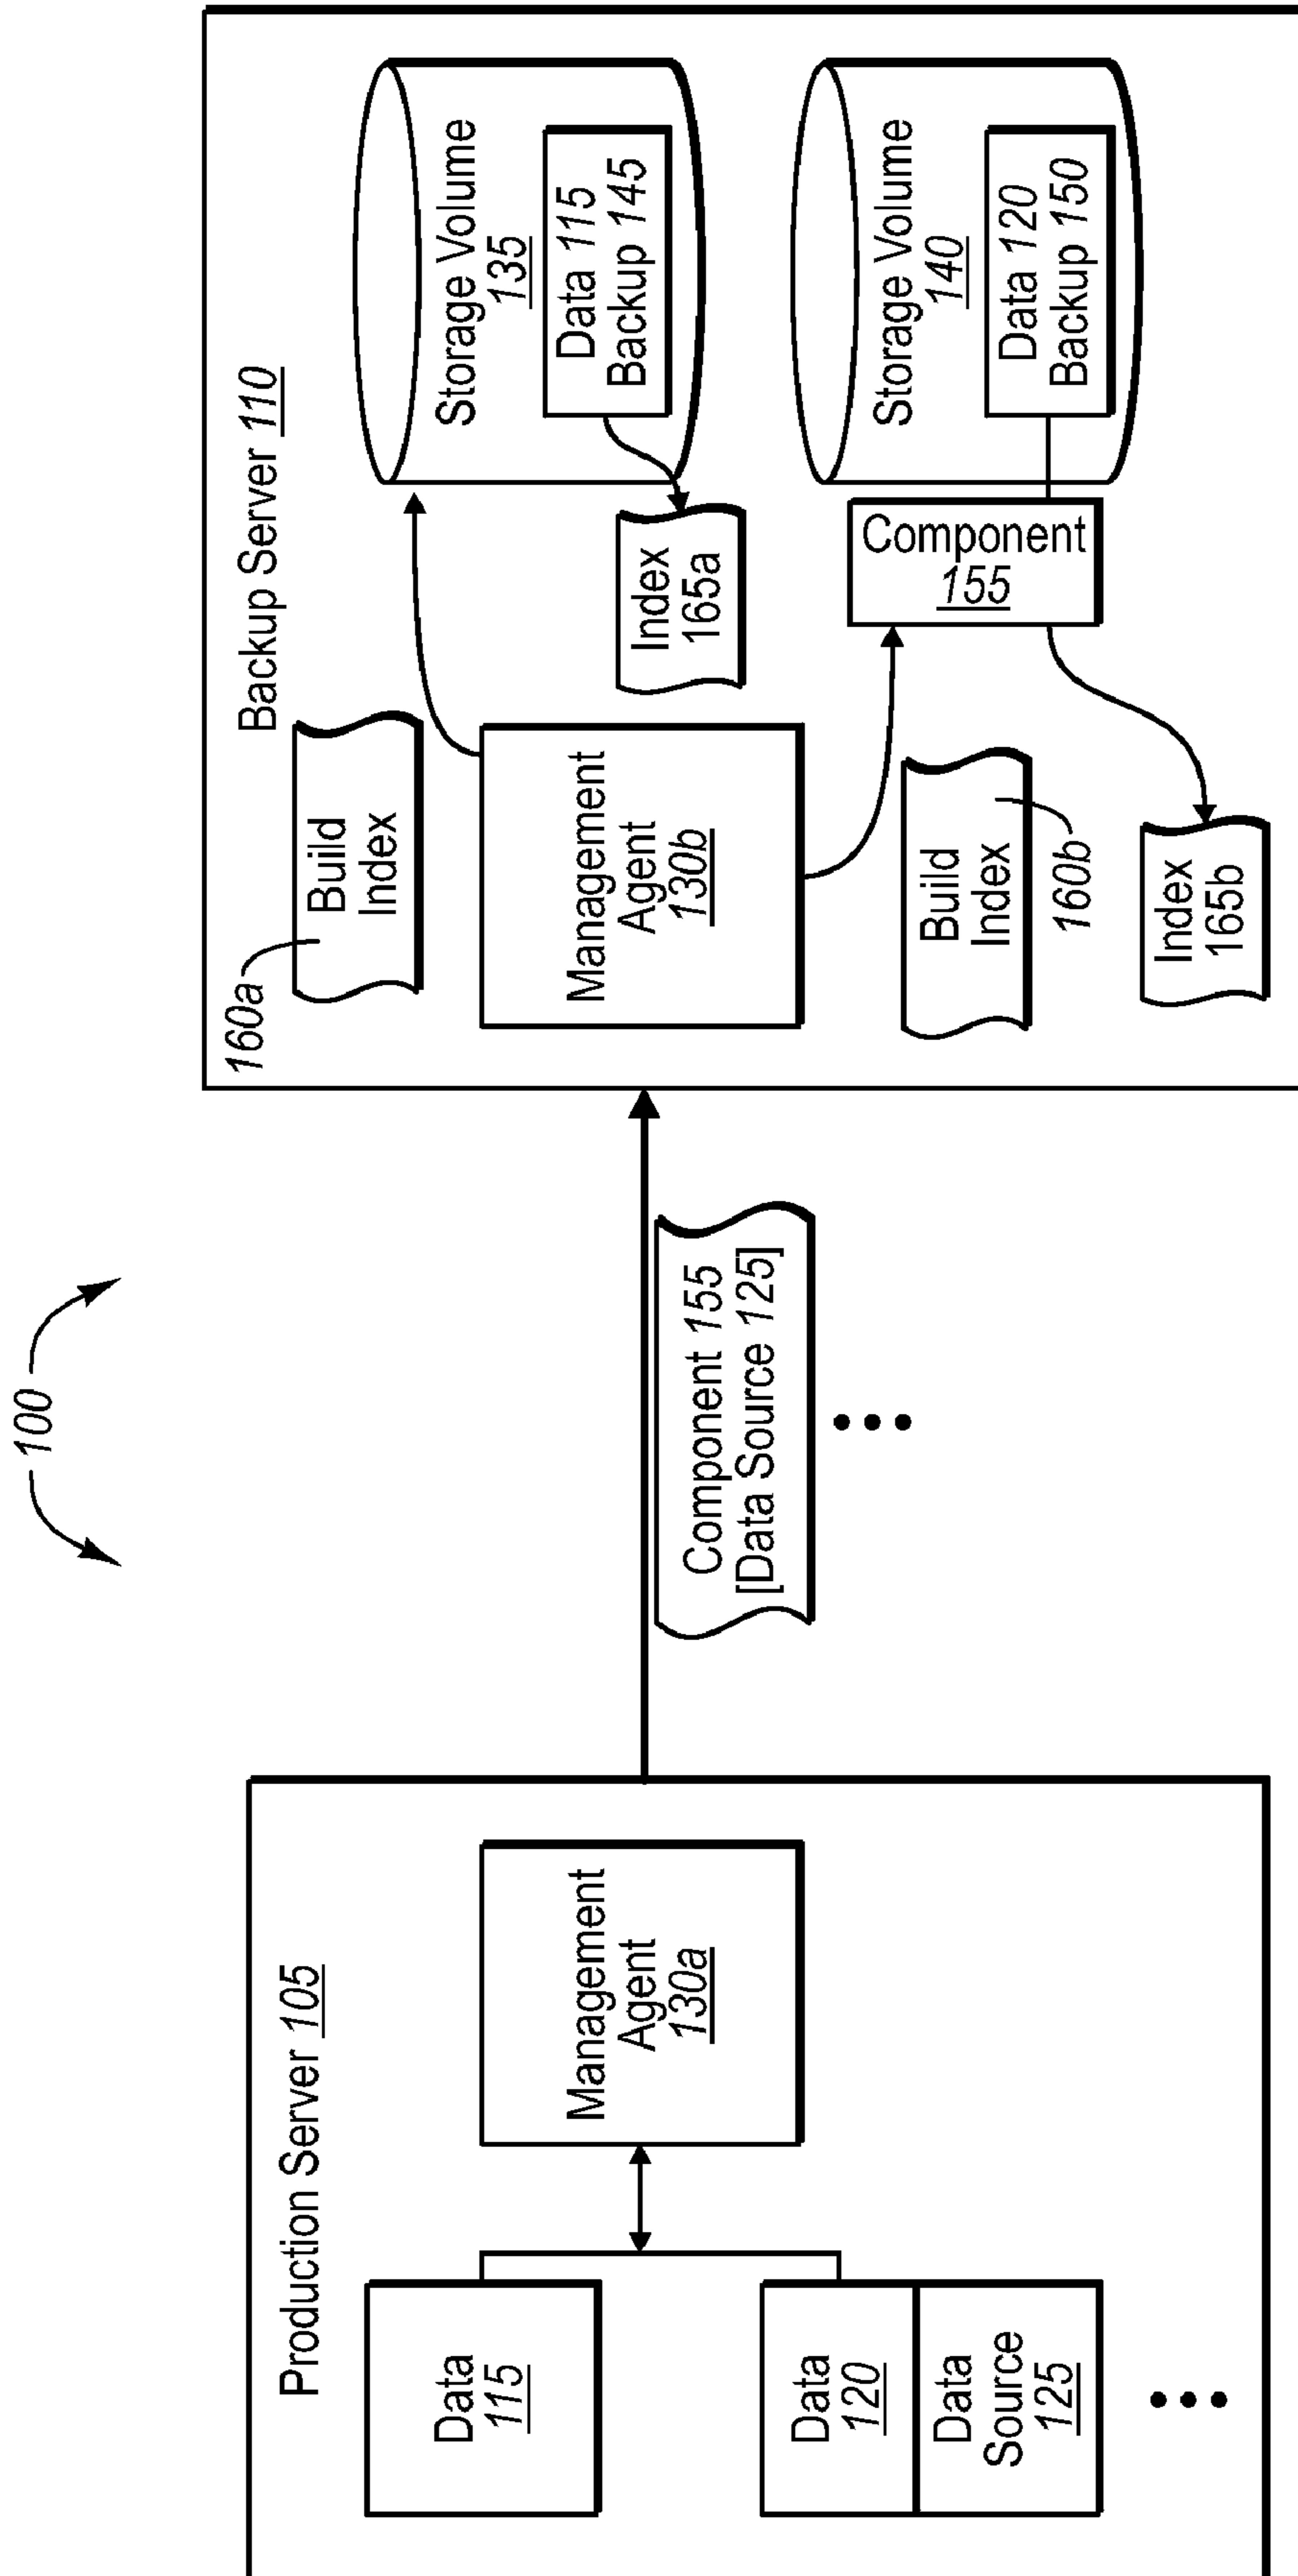 100
Production Server 105
Data
115
Data
120
Data
Source
125
Management
Agent
130a
Component 155
[Data Source 125]
Backup Server 110
160a
Build
Index
Management
Agent
130b
Build
Index
160b
Storage Volume
135
Data 115
Backup 145
Index
165a
Storage Volume
140
Data 120
Backup 150
Component
155
Index
165b